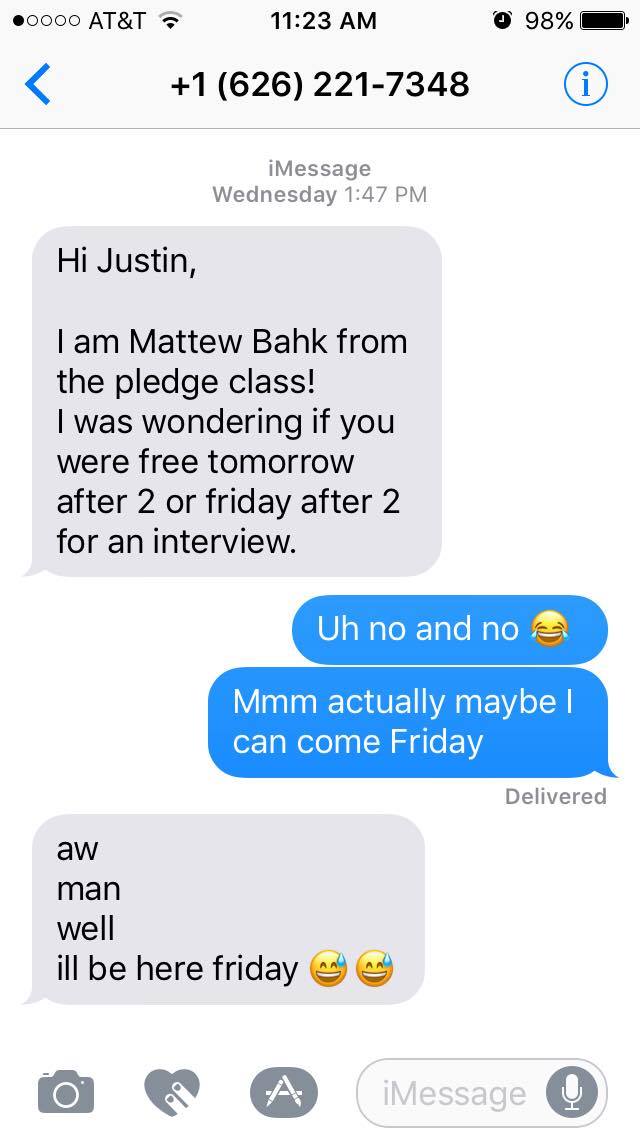 AT&T 11:23 AM 98%
+1 (626) 221-7348
iMessage
Wednesday 1:47 PM
Hi Justin,
I am Mattew Bahk from
the pledge class!
I was wondering if you
were free tomorrow
after 2 or friday after 2
for an interview.
Uh no and no 😂
Mmm actually maybe I
can come Friday
Delivered
aw
man
well
ill be here friday 😅😅
iMessage